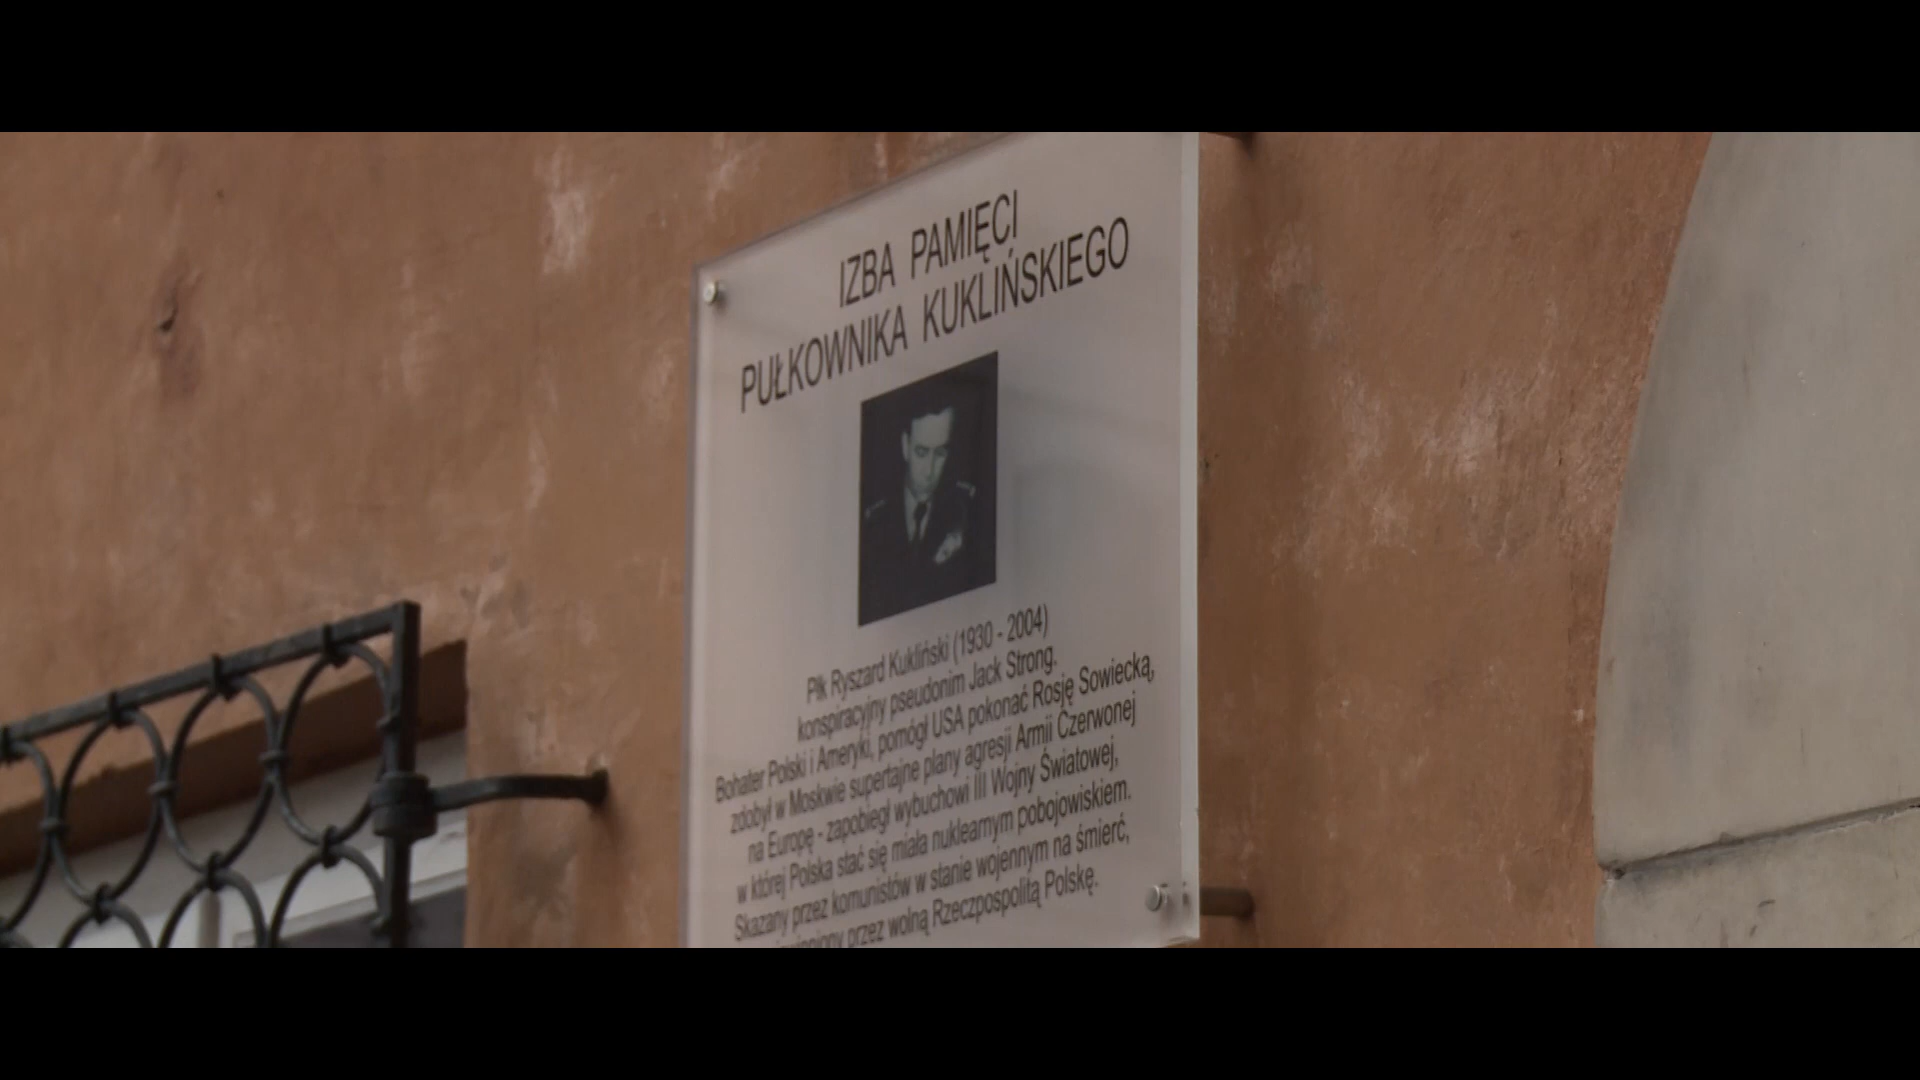 IZBA PAMIĘCI
PUŁKOWNIKA KUKLIŃSKIEGO
Płk Ryszard Kukliński (1930 - 2004)
konspiracyjny pseudonim Jack Strong.
Bohater Polski i Ameryki, pomógł USA pokonać Rosję Sowiecką,
zdobył w Moskwie supertajne plany agresji Armii Czerwonej
na Europę - zapobiegł wybuchowi III Wojny Światowej,
w której Polska stać się miała nuklearnym pobojowiskiem.
Skazany przez komunistów w stanie wojennym na śmierć,
przez wolną Rzeczpospolitą Polskę.